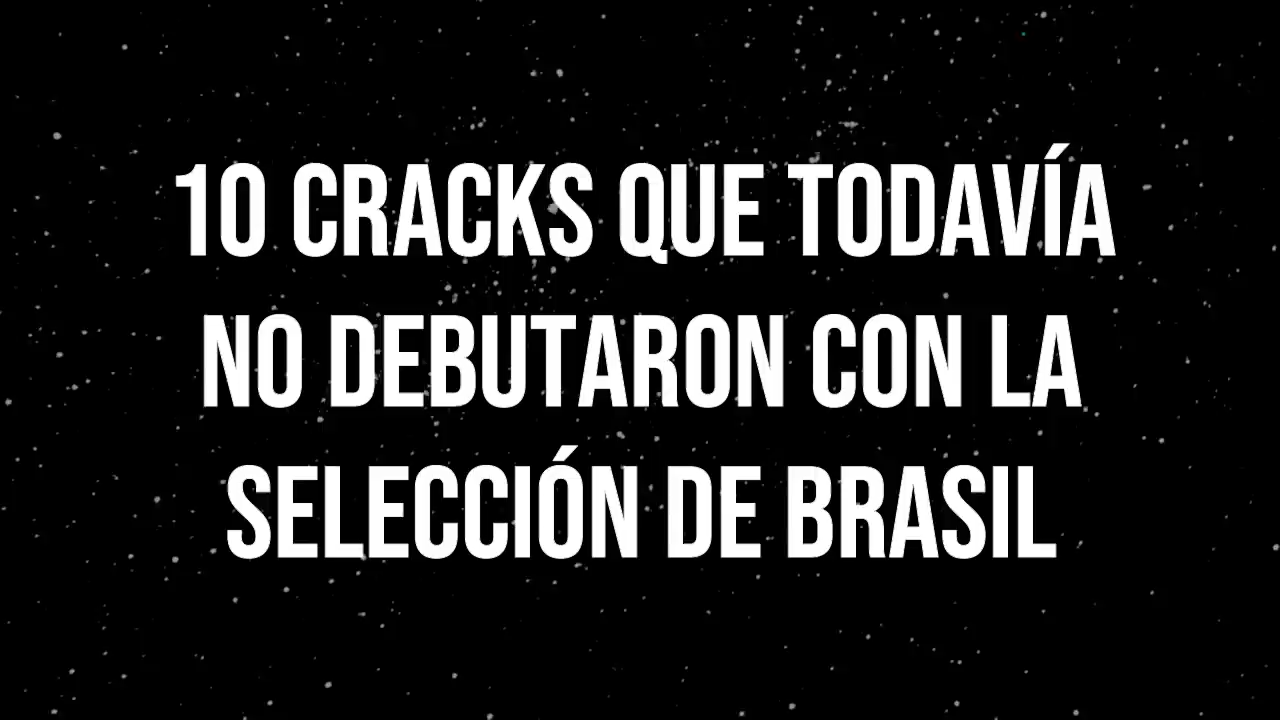 10 CRACKS QUE TODAVÍA
NO DEBUTARON CON LA
SELECCIÓN DE BRASIL